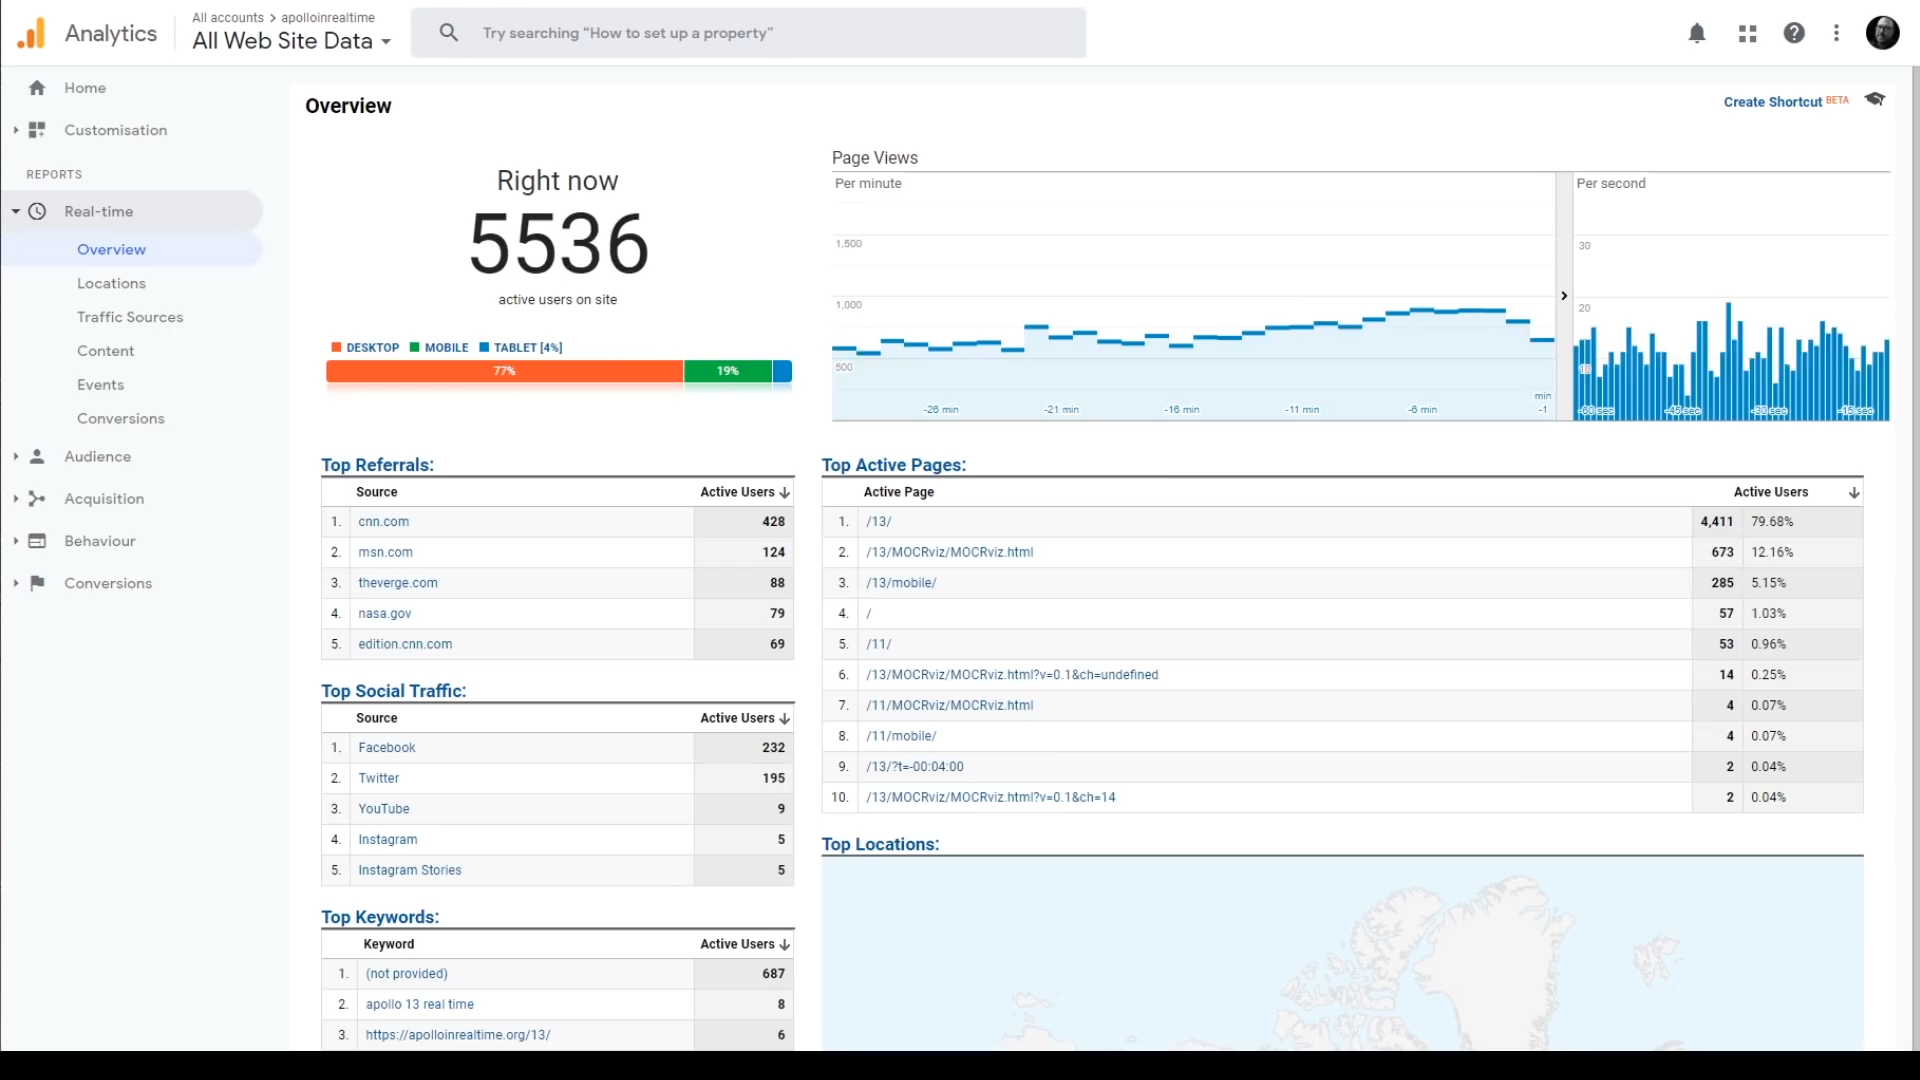 Analytics
All accounts > apolloinrealtime
All Web Site Data
Try searching “How to set up a property”
Home
Customisation
REPORTS
Real-time
Overview
Locations
Traffic Sources
Content
Events
Conversions
Audience
Acquisition
Behaviour
Conversions
Overview
Create Shortcut BETA
Right now
5536
active users on site
DESKTOP MOBILE TABLET [4%]
77% 19%
Page Views
Per minute
1,500
1,000
500
-26 min -21 min -16 min -11 min -6 min min -1
Per second
30
20
10
-60 sec -45 sec -30 sec -15 sec
Top Referrals:
Source Active Users
1. cnn.com 428
2. msn.com 124
3. theverge.com 88
4. nasa.gov 79
5. edition.cnn.com 69
Top Social Traffic:
Source Active Users
1. Facebook 232
2. Twitter 195
3. YouTube 9
4. Instagram 5
5. Instagram Stories 5
Top Keywords:
Keyword Active Users
1. (not provided) 687
2. apollo 13 real time 8
3. https://apolloinrealtime.org/13/ 6
Top Active Pages:
Active Page Active Users
1. /13/ 4,411 79.68%
2. /13/MOCRviz/MOCRviz.html 673 12.16%
3. /13/mobile/ 285 5.15%
4. / 57 1.03%
5. /11/ 53 0.96%
6. /13/MOCRviz/MOCRviz.html?v=0.1&ch=undefined 14 0.25%
7. /11/MOCRviz/MOCRviz.html 4 0.07%
8. /11/mobile/ 4 0.07%
9. /13/?t=-00:04:00 2 0.04%
10. /13/MOCRviz/MOCRviz.html?v=0.1&ch=14 2 0.04%
Top Locations: